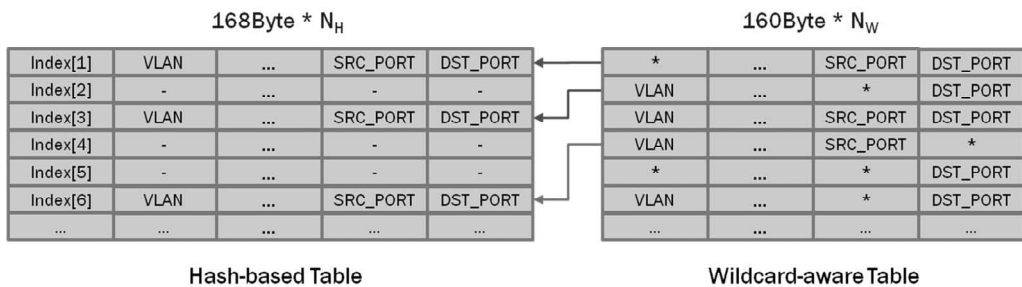 168Byte * N_H 160Byte * N_W
Index[1] VLAN ... SRC_PORT DST_PORT * ... SRC_PORT DST_PORT
Index[2] - ... - - VLAN ... * DST_PORT
Index[3] VLAN ... SRC_PORT DST_PORT VLAN ... SRC_PORT DST_PORT
Index[4] - ... - - VLAN ... SRC_PORT *
Index[5] - ... - - * ... * DST_PORT
Index[6] VLAN ... SRC_PORT DST_PORT VLAN ... * DST_PORT
... ... ... ... ... ... ... ... ...
Hash-based Table Wildcard-aware Table